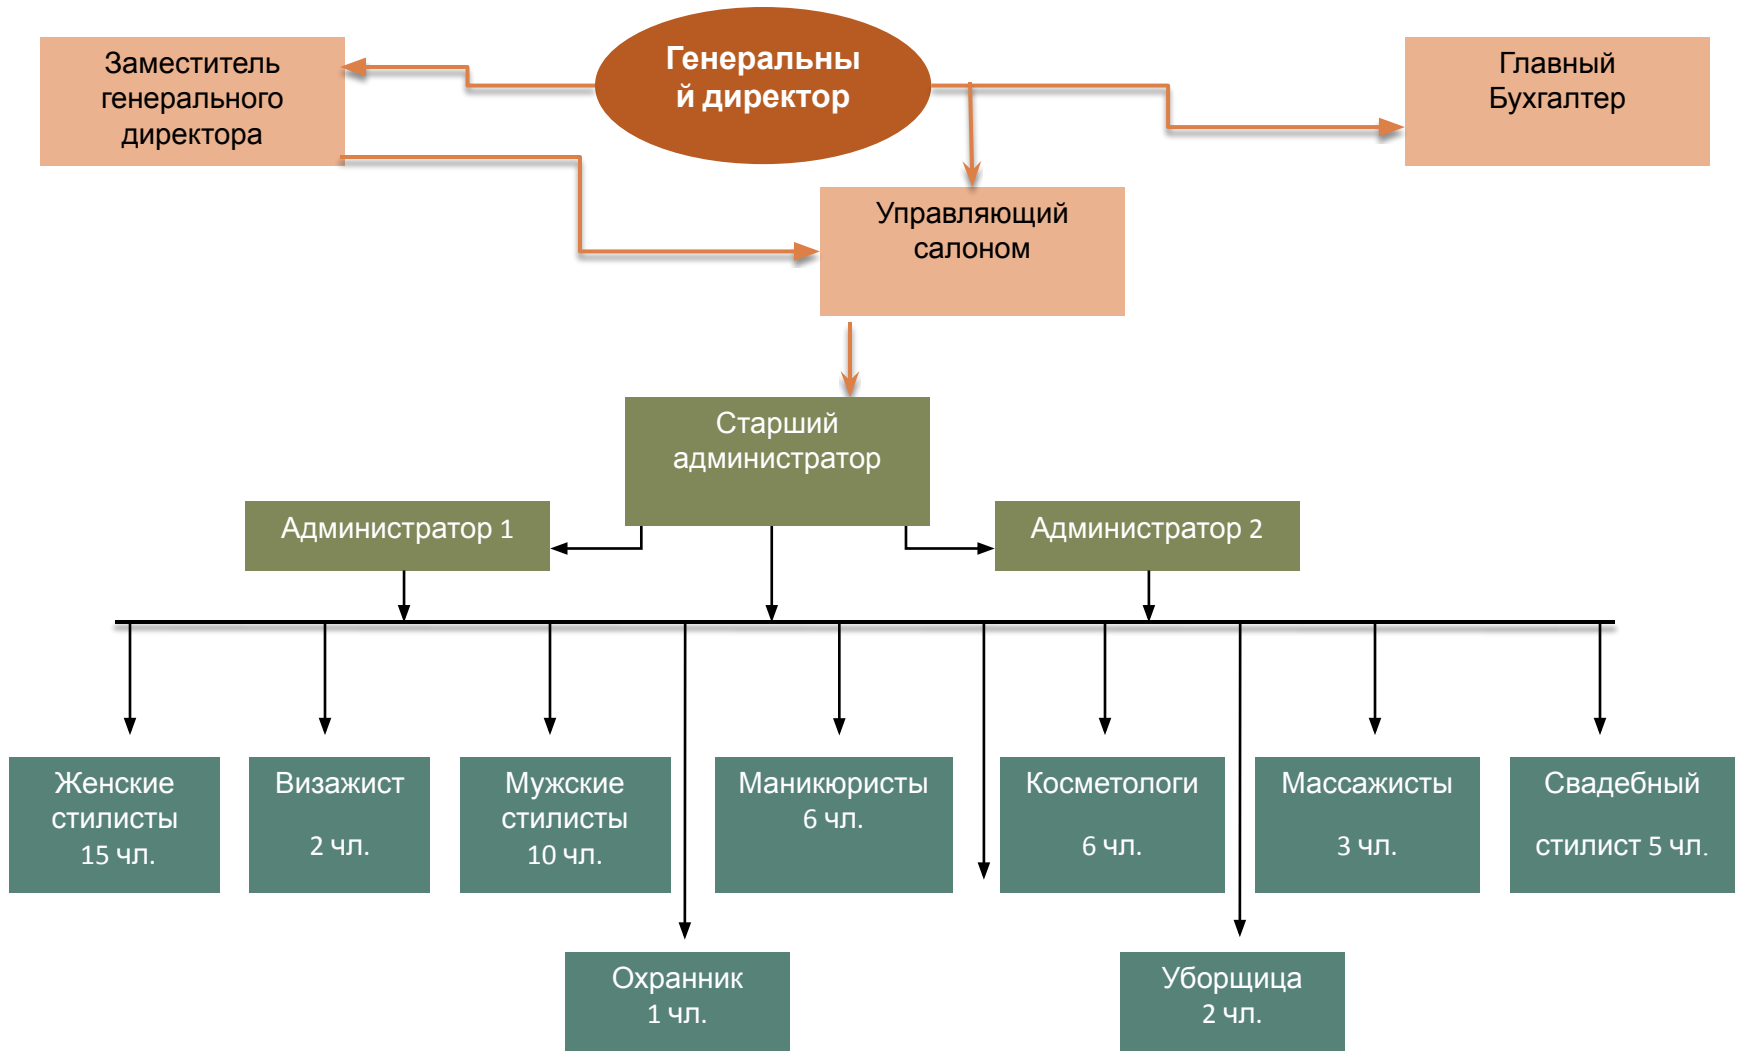 Заместитель
генерального
директора
Генеральны
й директор
Главный
Бухгалтер
Управляющий
салоном
Старший
администратор
Администратор 1
Администратор 2
Женские
стилисты
15 чл.
Визажист
2 чл.
Мужские
стилисты
10 чл.
Маникюристы
6 чл.
Косметологи
6 чл.
Массажисты
3 чл.
Свадебный
стилист 5 чл.
Охранник
1 чл.
Уборщица
2 чл.